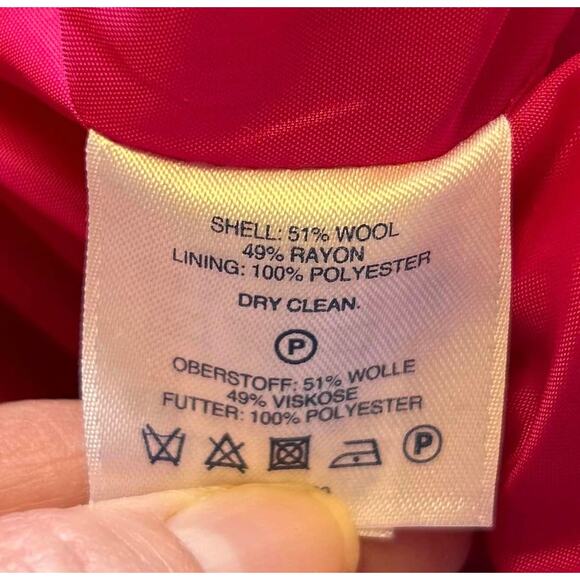 SHELL: 51% WOOL
49% RAYON
LINING: 100% POLYESTER
DRY CLEAN.
P
OBERSTOFF: 51% WOLLE
49% VISKOSE
FUTTER: 100% POLYESTER
P